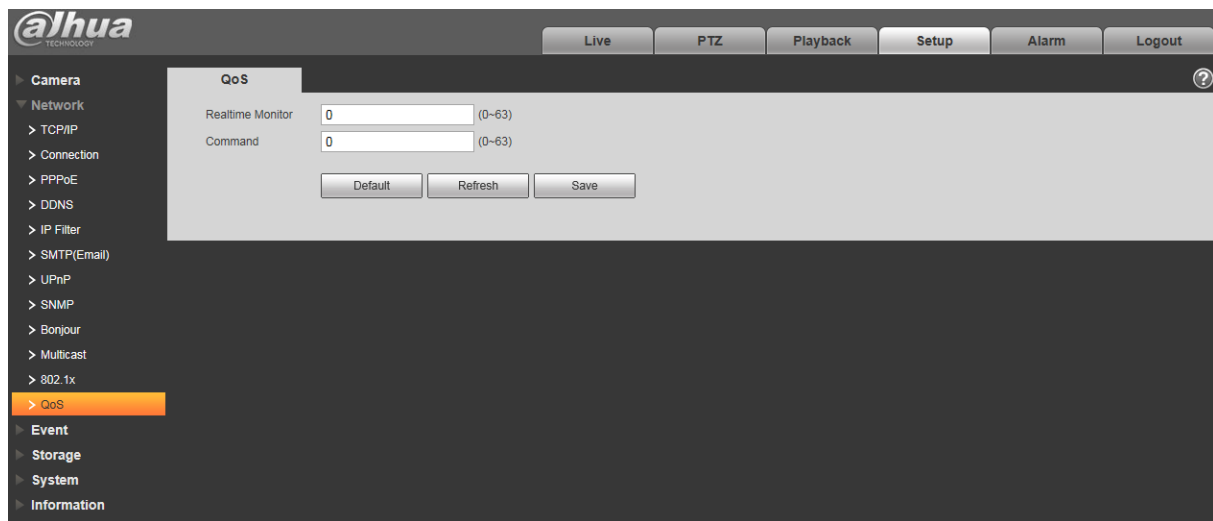 alhua
TECHNOLOGY
Live PTZ Playback Setup Alarm Logout
Camera
Network
> TCP/IP
> Connection
> PPPoE
> DDNS
> IP Filter
> SMTP(Email)
> UPnP
> SNMP
> Bonjour
> Multicast
> 802.1x
> QoS
Event
Storage
System
Information
QoS ?
Realtime Monitor 0 (0~63)
Command 0 (0~63)
Default Refresh Save